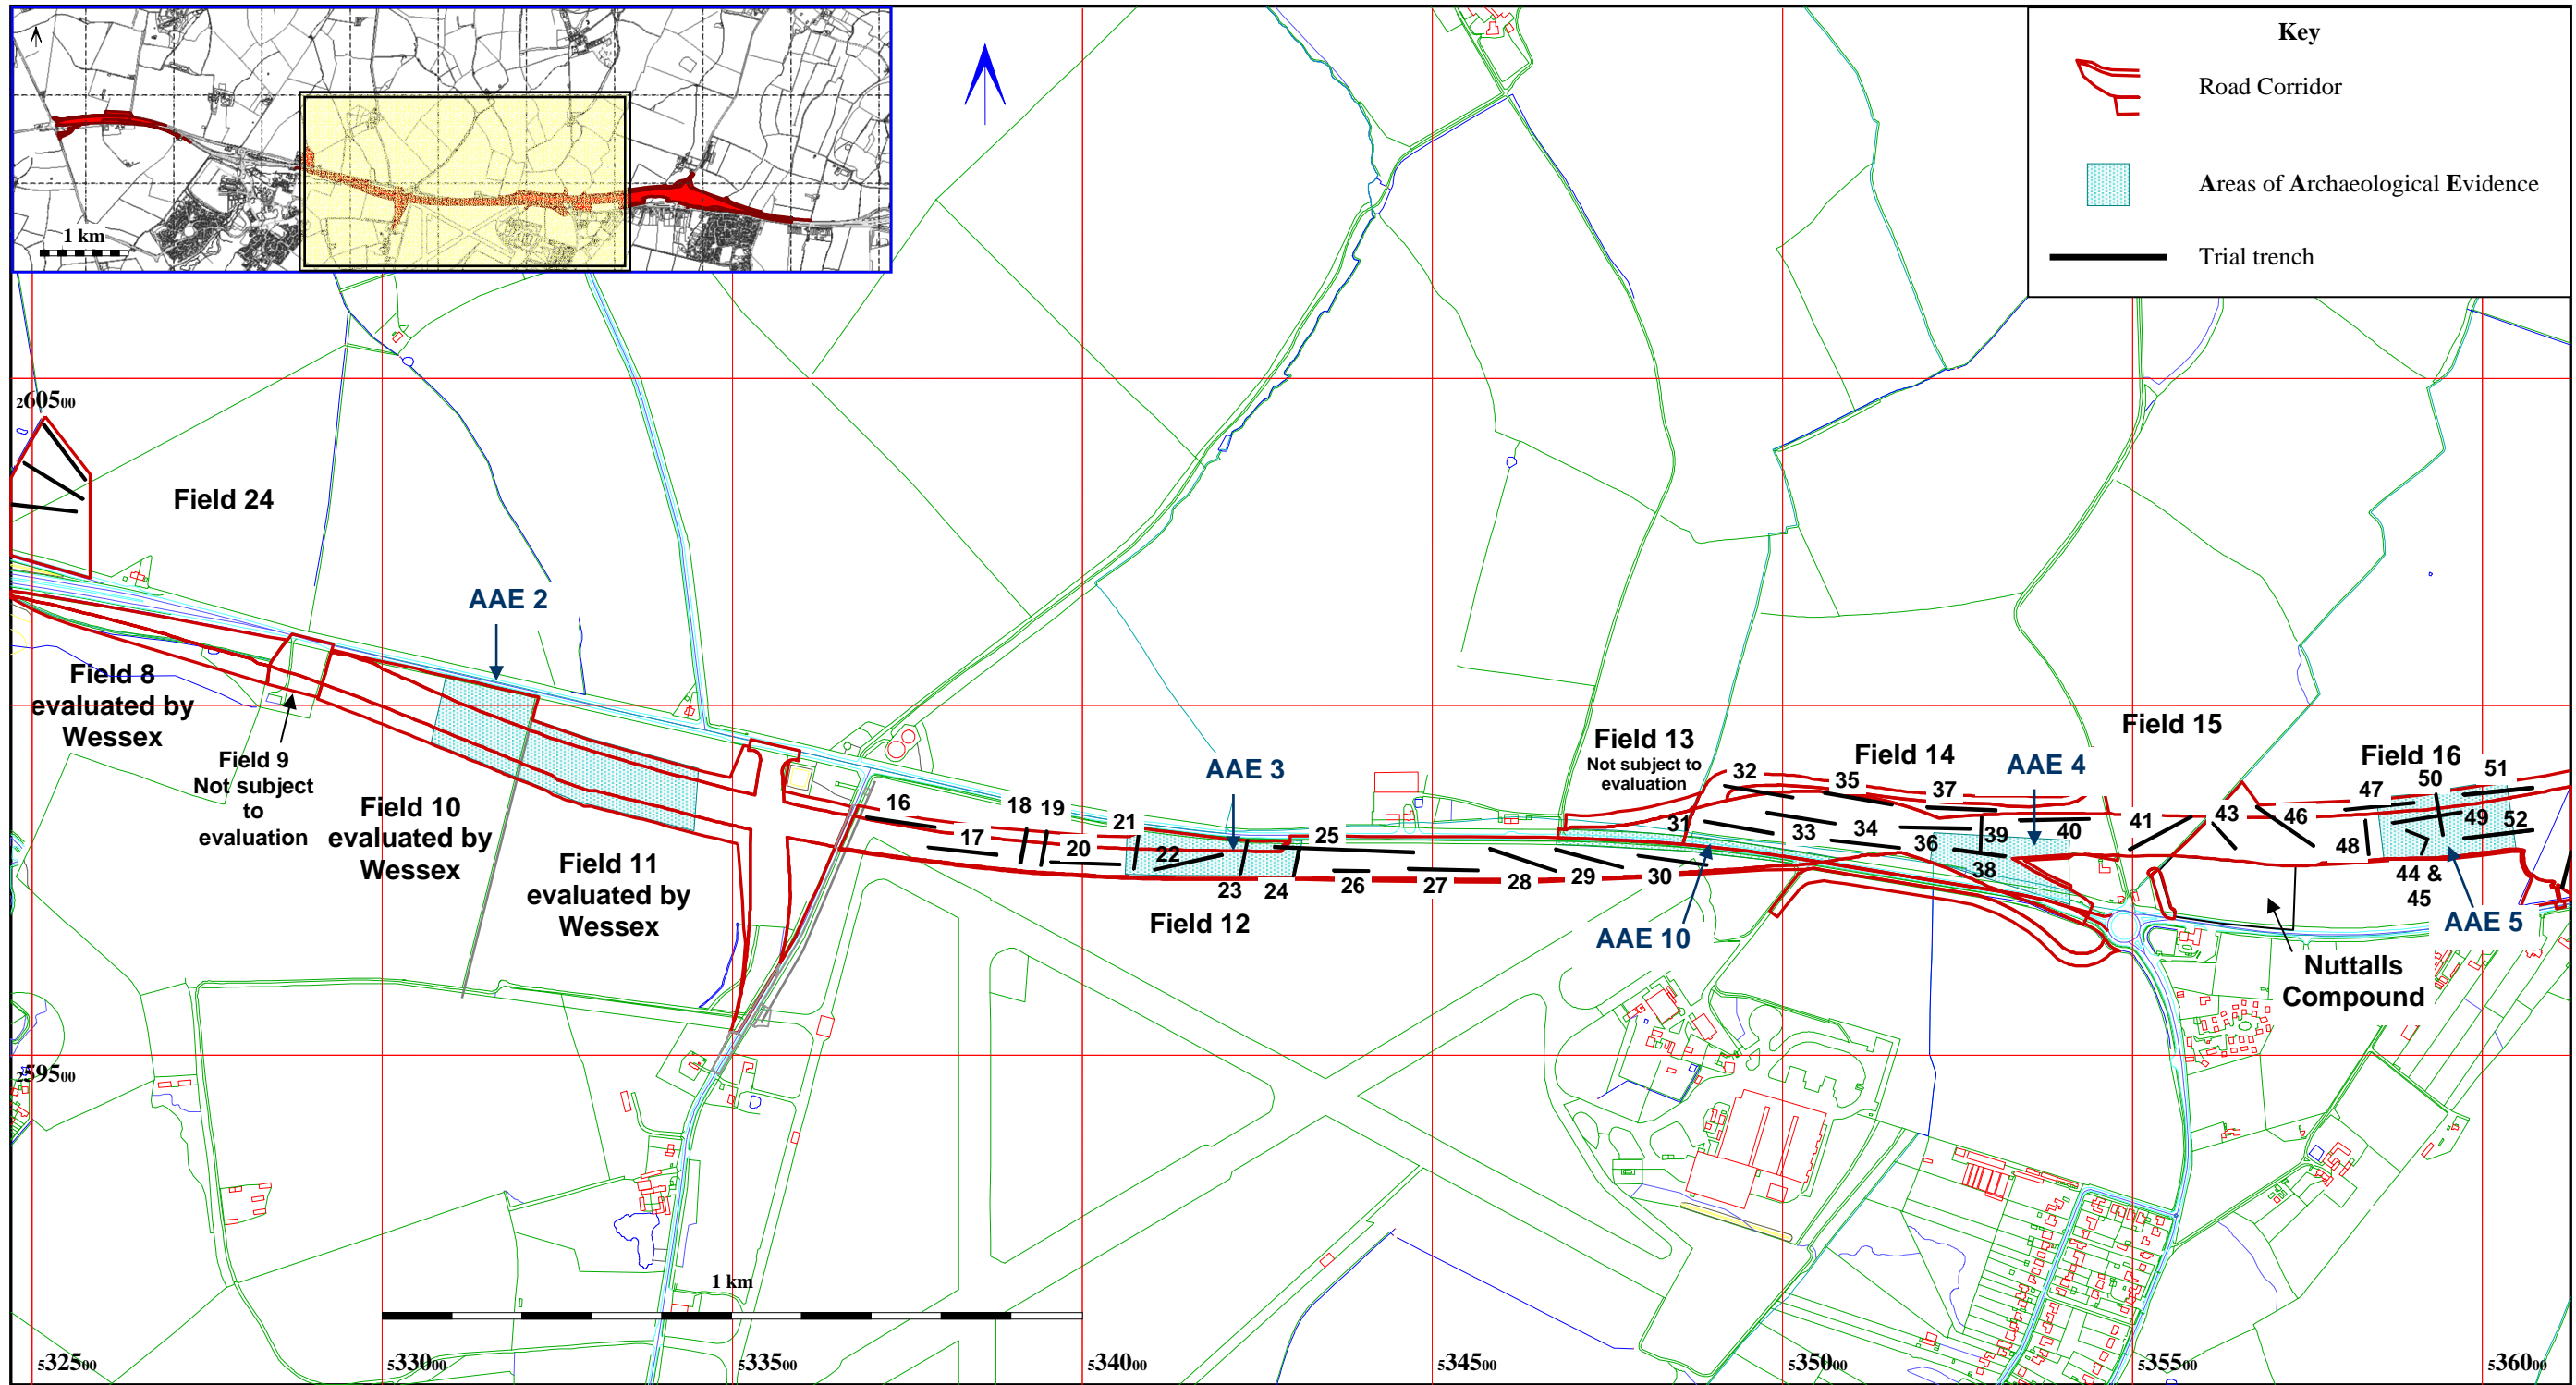 1 km
Key
Road Corridor
Areas of Archaeological Evidence
Trial trench
260500
Field 24
AAE 2
Field 8
evaluated by
Wessex
Field 9
Not subject
to
evaluation
Field 10
evaluated by
Wessex
Field 11
evaluated by
Wessex
16
17
18
19
20
21
22
23
24
25
26
27
28
29
30
AAE 3
Field 12
Field 13
Not subject to
evaluation
31
32
33
34
35
36
37
38
39
40
AAE 10
Field 14
AAE 4
Field 15
41
43
46
47
48
Field 16
50
51
49
52
44 &
45
AAE 5
Nuttalls
Compound
259500
1 km
532500
533000
533500
534000
534500
535000
535500
536000